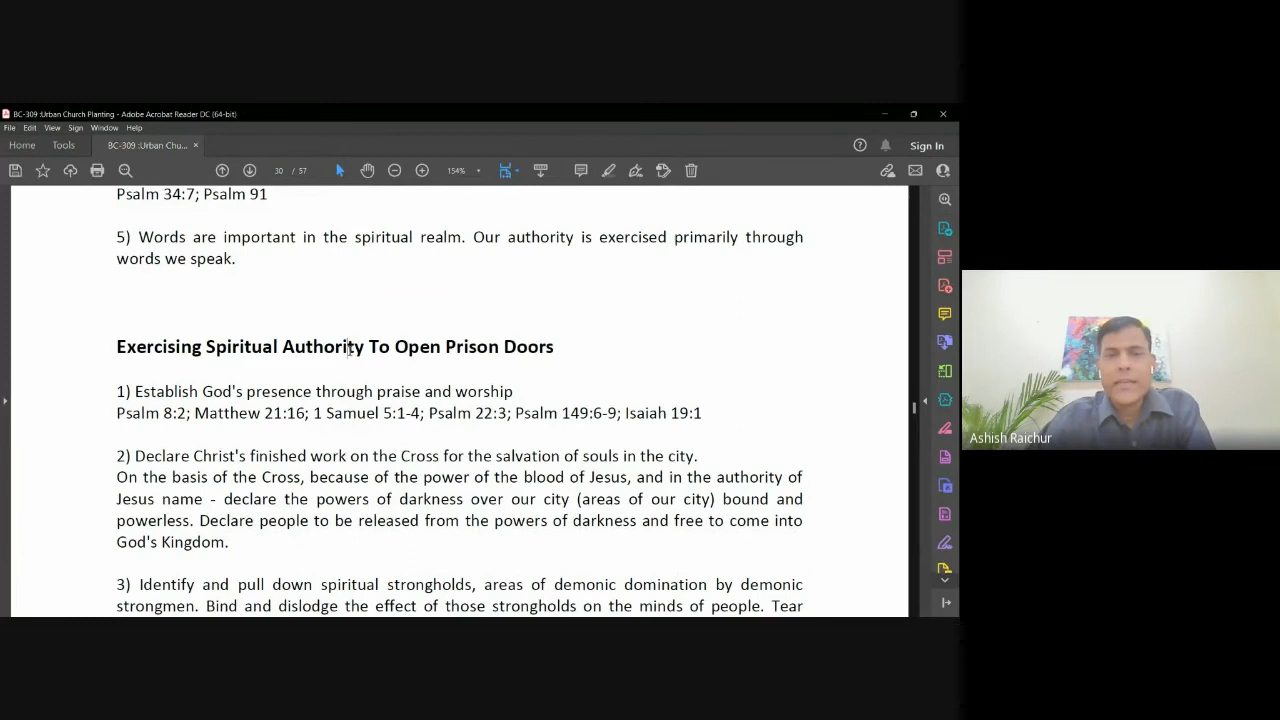 BC-309 :Urban Church Planting - Adobe Acrobat Reader DC (64-bit)
File Edit View Sign Window Help
Home Tools BC-309 :Urban Chu... × Sign In
30 / 57 154%
Psalm 34:7; Psalm 91
5) Words are important in the spiritual realm. Our authority is exercised primarily through
words we speak.
Exercising Spiritual Authority To Open Prison Doors
1) Establish God's presence through praise and worship
Psalm 8:2; Matthew 21:16; 1 Samuel 5:1-4; Psalm 22:3; Psalm 149:6-9; Isaiah 19:1
2) Declare Christ's finished work on the Cross for the salvation of souls in the city.
On the basis of the Cross, because of the power of the blood of Jesus, and in the authority of
Jesus name - declare the powers of darkness over our city (areas of our city) bound and
powerless. Declare people to be released from the powers of darkness and free to come into
God's Kingdom.
3) Identify and pull down spiritual strongholds, areas of demonic domination by demonic
strongmen. Bind and dislodge the effect of those strongholds on the minds of people. Tear
Ashish Raichur